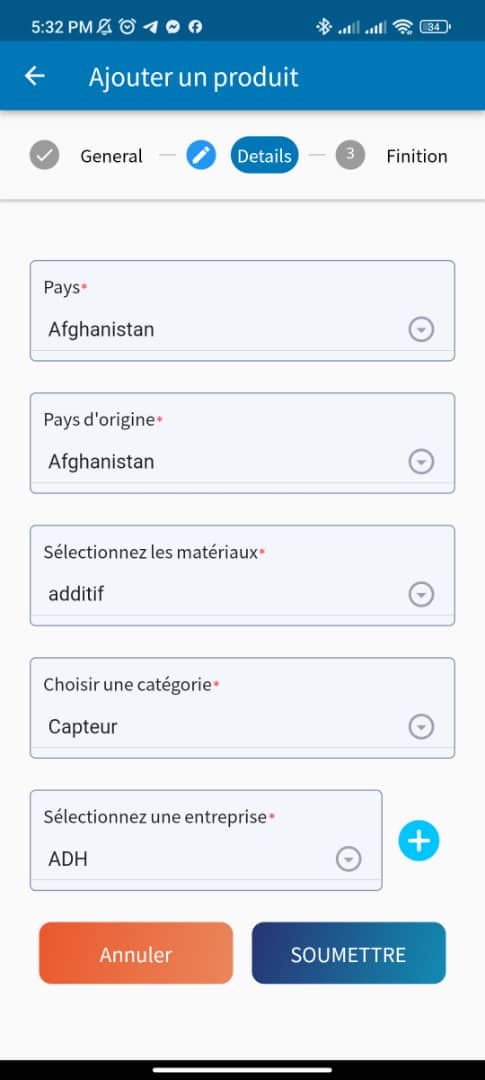 5:32 PM 34
Ajouter un produit
General Details 3 Finition
Pays*
Afghanistan
Pays d'origine*
Afghanistan
Sélectionnez les matériaux*
additif
Choisir une catégorie*
Capteur
Sélectionnez une entreprise*
ADH
Annuler SOUMETTRE